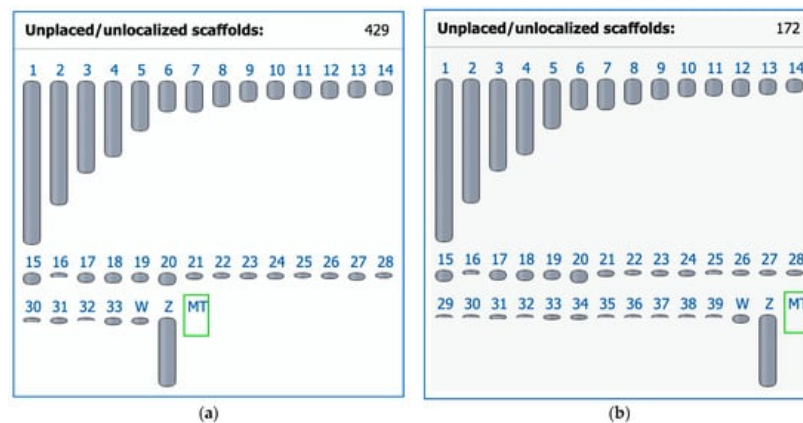 Unplaced/unlocalized scaffolds: 429
1 2 3 4 5 6 7 8 9 10 11 12 13 14
15 16 17 18 19 20 21 22 23 24 25 26 27 28
30 31 32 33 W Z MT
(a)
Unplaced/unlocalized scaffolds: 172
1 2 3 4 5 6 7 8 9 10 11 12 13 14
15 16 17 18 19 20 21 22 23 24 25 26 27 28
29 30 31 32 33 34 35 36 37 38 39 W Z MT
(b)